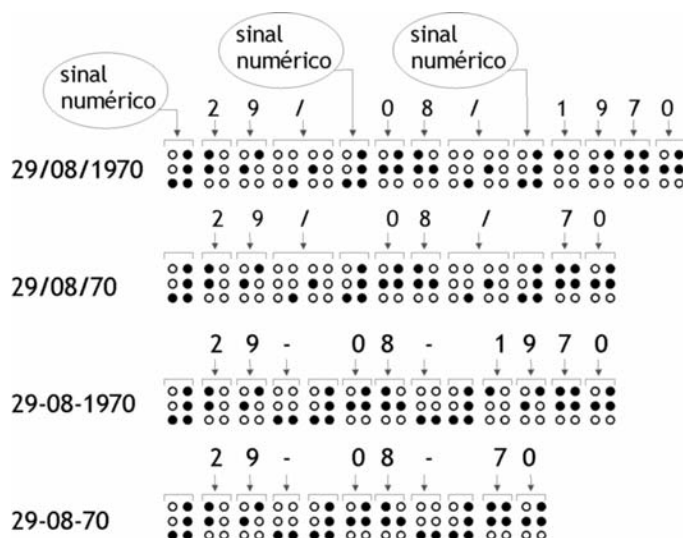 sinal numérico
sinal numérico
sinal numérico
2 9 / 0 8 / 1 9 7 0
29/08/1970
2 9 / 0 8 / 7 0
29/08/70
2 9 - 0 8 - 1 9 7 0
29-08-1970
2 9 - 0 8 - 7 0
29-08-70